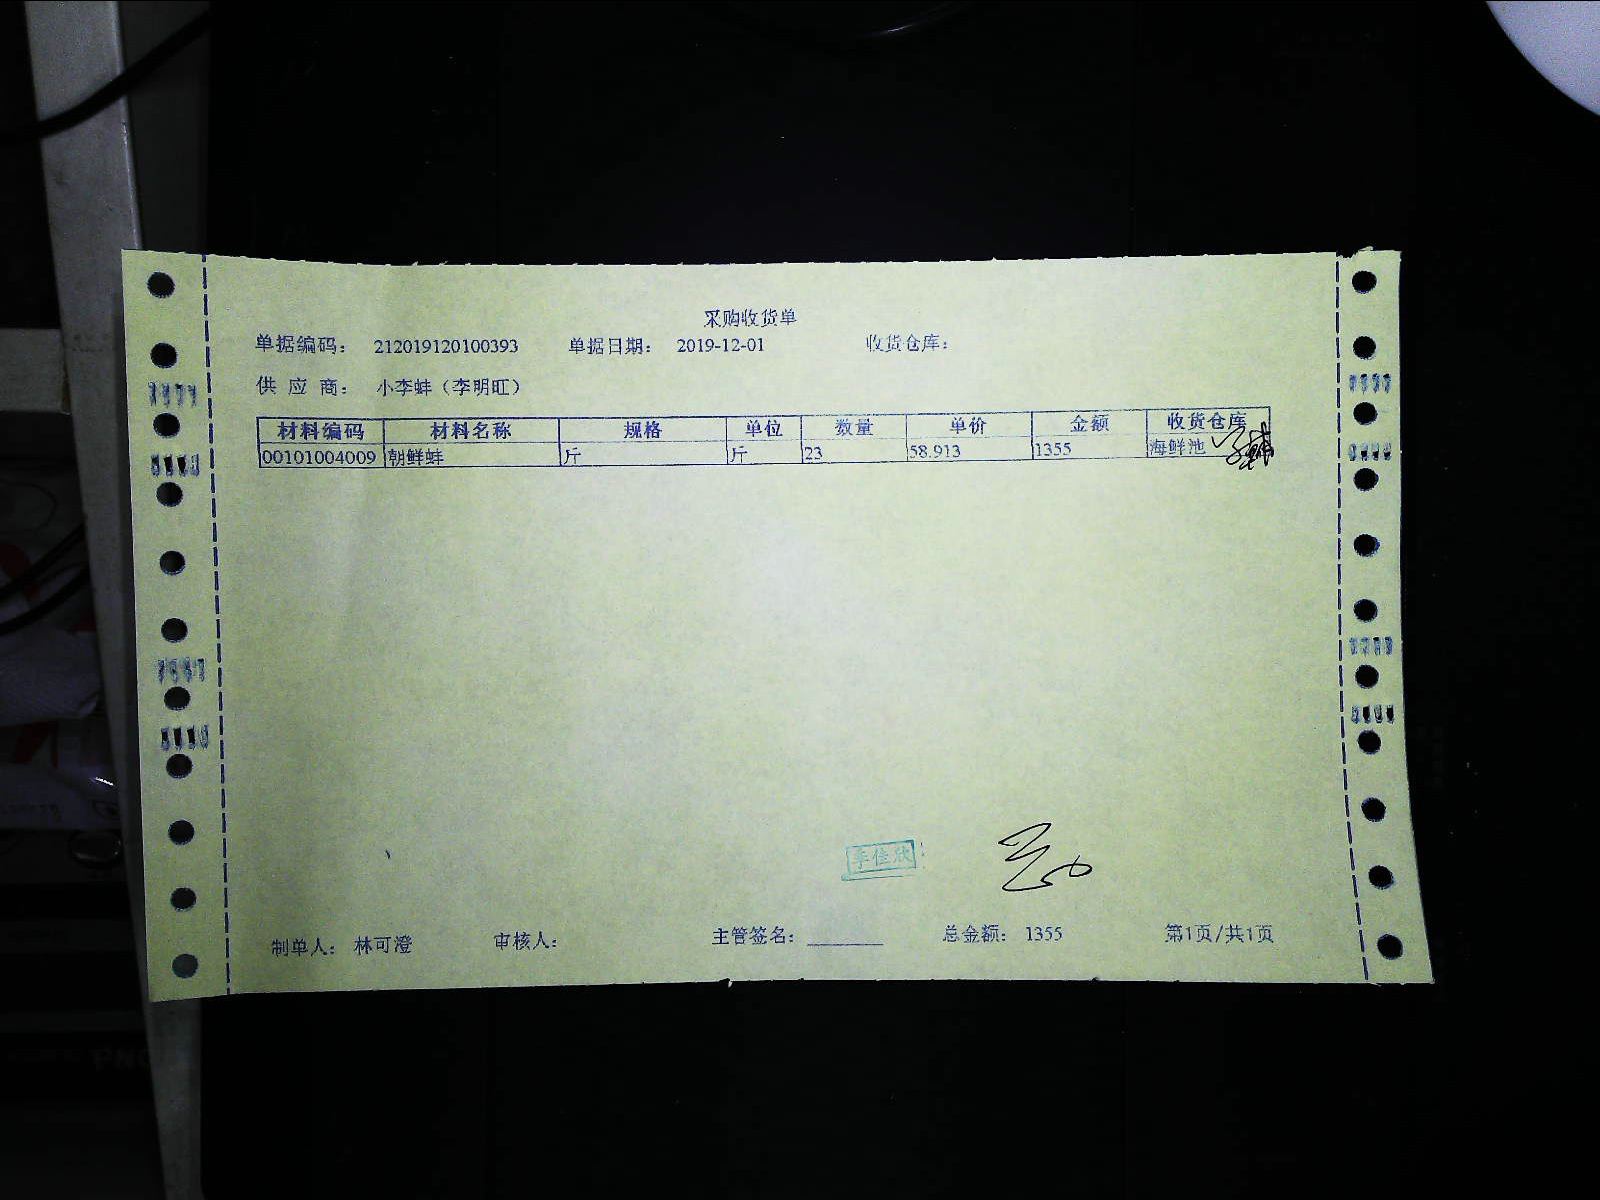 采购收货单
单据编码: 212019120100393 单据日期: 2019-12-01 收货仓库:
供 应 商: 小李蚌（李明旺）
材料编码 材料名称 规格 单位 数量 单价 金额 收货仓库
00101004009 朝鲜蚌 斤 斤 23 58.913 1355 海鲜池
李佳欣
制单人: 林可澄 审核人: 主管签名: ________ 总金额: 1355 第1页/共1页